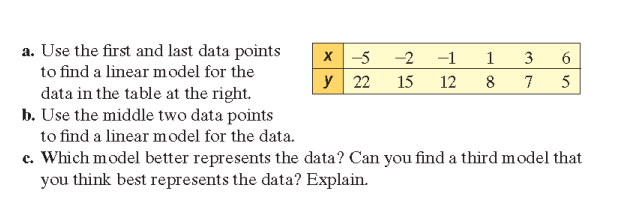 a. Use the first and last data points
to find a linear model for the
data in the table at the right.
x −5 −2 −1 1 3 6
y 22 15 12 8 7 5
b. Use the middle two data points
to find a linear model for the data.
c. Which model better represents the data? Can you find a third model that
you think best represents the data? Explain.